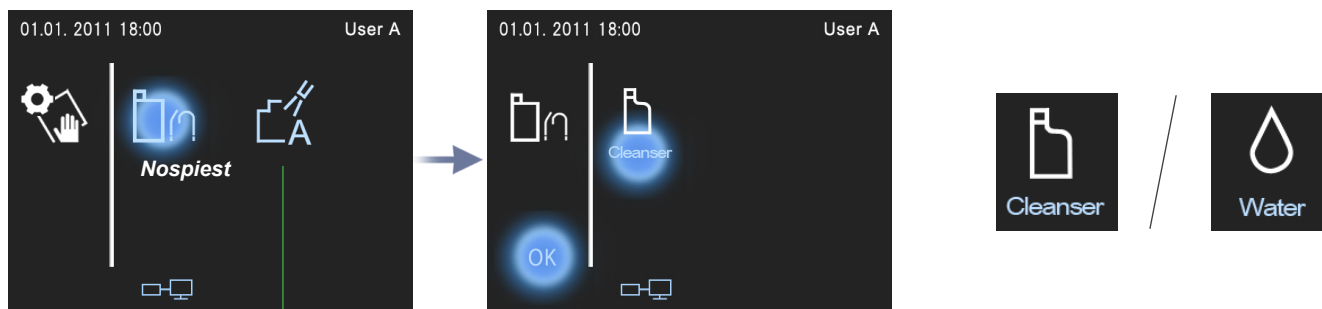 01.01. 2011 18:00 User A
A
Nospiest
01.01. 2011 18:00 User A
Cleanser
OK
Cleanser
Water